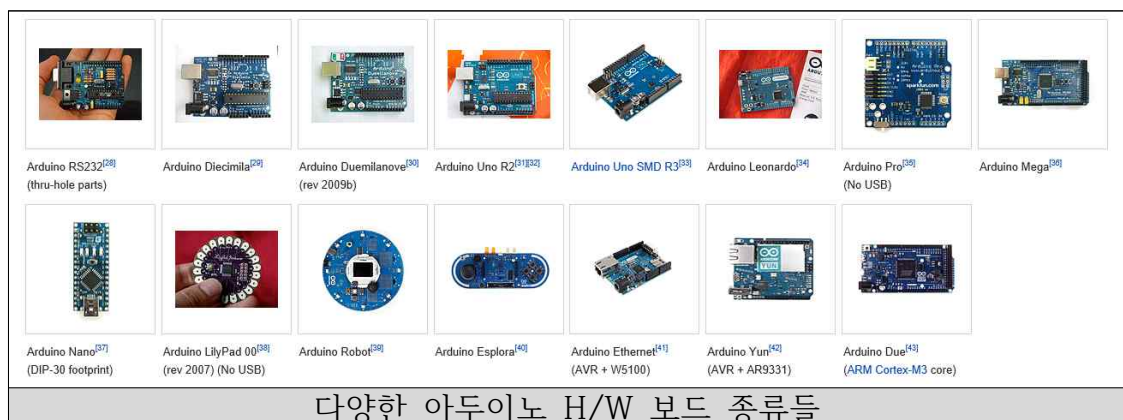 Arduino RS232[28]
(thru-hole parts)
Arduino Diecimila[29]
Arduino Duemilanove[30]
(rev 2009b)
Arduino Uno R2[31][32]
Arduino Uno SMD R3[33]
Arduino Leonardo[34]
Arduino Pro[35]
(No USB)
Arduino Mega[36]
Arduino Nano[37]
(DIP-30 footprint)
Arduino LilyPad 00[38]
(rev 2007) (No USB)
Arduino Robot[39]
Arduino Esplora[40]
Arduino Ethernet[41]
(AVR + W5100)
Arduino Yun[42]
(AVR + AR9331)
Arduino Due[43]
(ARM Cortex-M3 core)
다양한 아두이노 H/W 보드 종류들